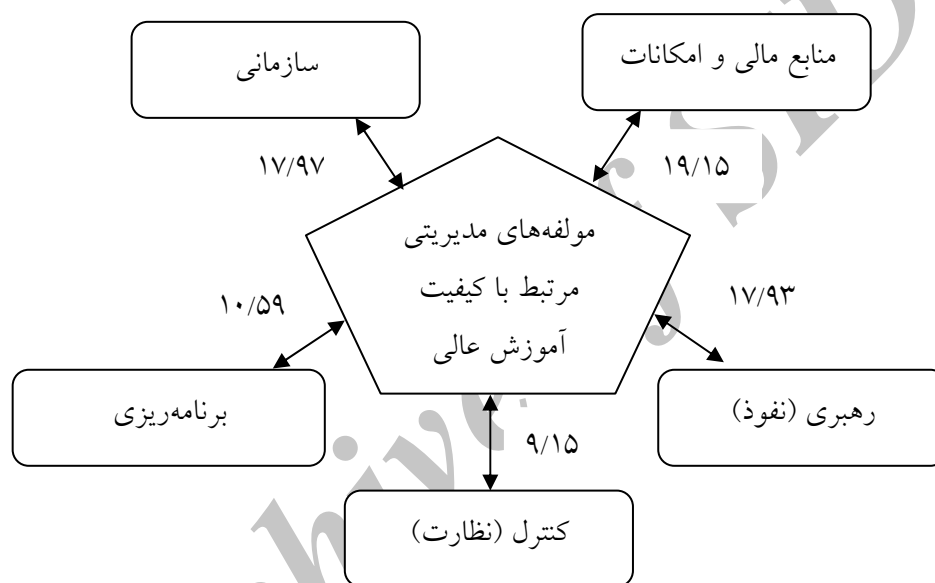 منابع مالی و امکانات
سازمانی
۱۹/۱۵
۱۷/۹۷
مولفه‌های مدیریتی
مرتبط با کیفیت
آموزش عالی
۱۷/۹۳
۱۰/۵۹
رهبری (نفوذ)
برنامه‌ریزی
۹/۱۵
کنترل (نظارت)